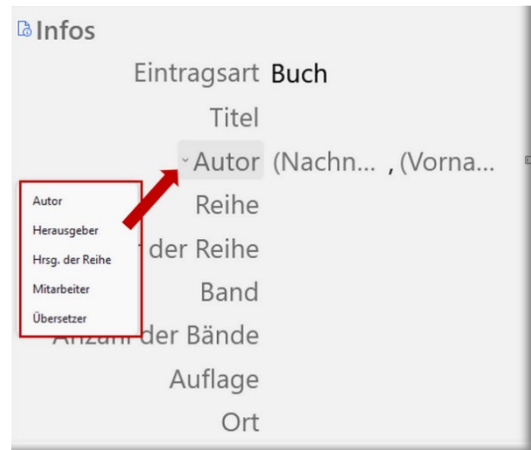 Infos
Eintragsart Buch
Titel
Autor (Nachn... , (Vorna...
Reihe
der Reihe
Band
Anzahl der Bände
Auflage
Ort
Autor
Herausgeber
Hrsg. der Reihe
Mitarbeiter
Übersetzer